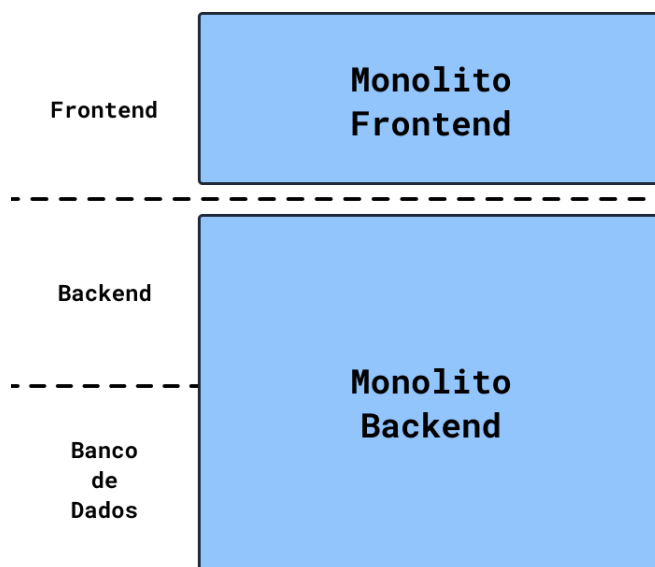 Frontend
Monolito
Frontend
Backend
Monolito
Backend
Banco
de
Dados